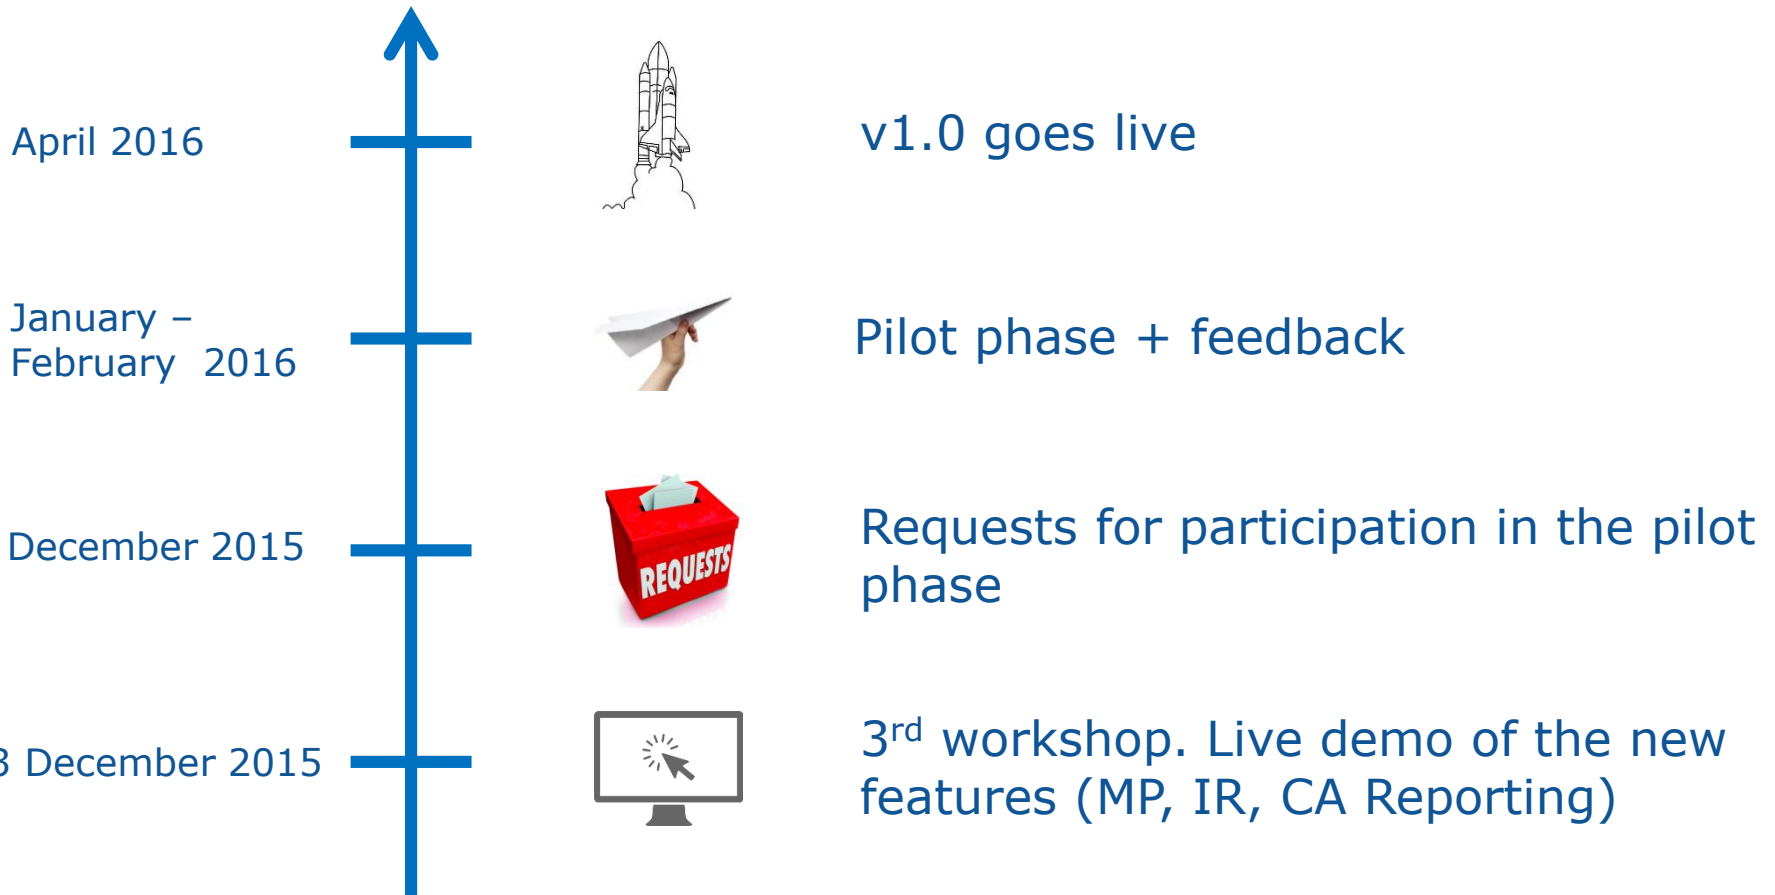 April 2016
v1.0 goes live
January –
February 2016
Pilot phase + feedback
December 2015
REQUESTS
Requests for participation in the pilot
phase
3 December 2015
3rd workshop. Live demo of the new
features (MP, IR, CA Reporting)